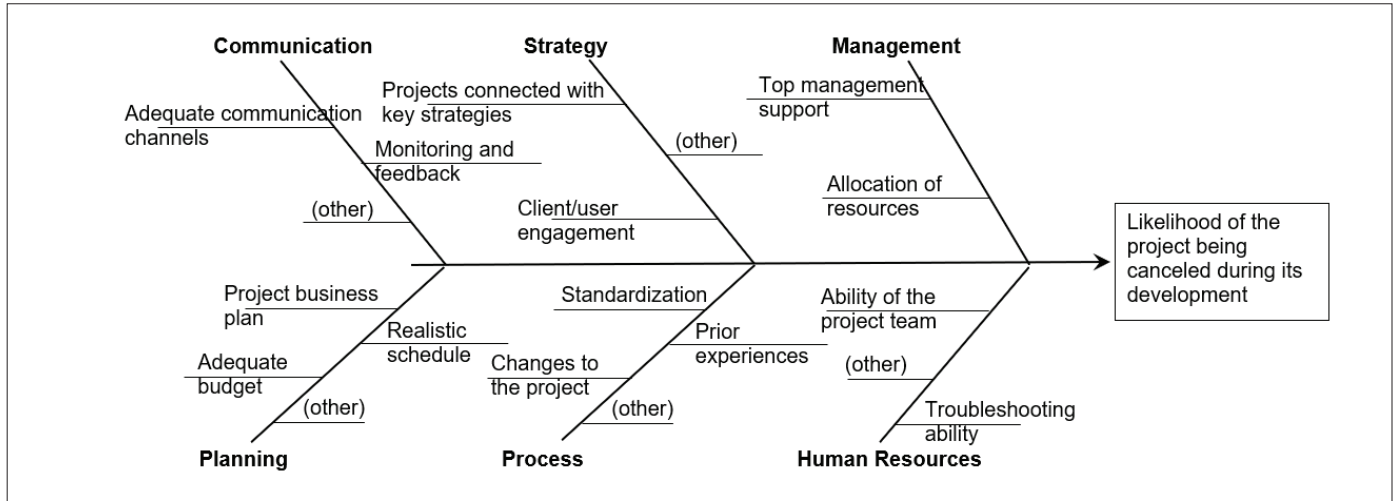 Communication
Strategy
Management
Adequate communication
channels
Monitoring and
feedback
(other)
Projects connected with
key strategies
(other)
Client/user
engagement
Top management
support
Allocation of
resources
Likelihood of the
project being
canceled during its
development
Project business
plan
Realistic
schedule
Adequate
budget
(other)
Standardization
Prior
experiences
Changes to
the project
(other)
Ability of the
project team
(other)
Troubleshooting
ability
Planning
Process
Human Resources